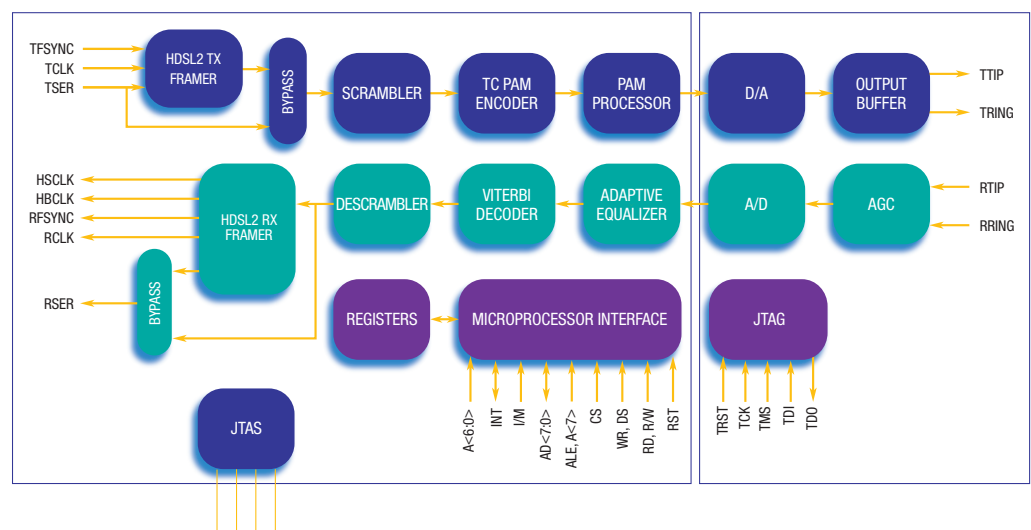 TFSYNC
TCLK
TSER
HDSL2 TX
FRAMER
BYPASS
SCRAMBLER
TC PAM
ENCODER
PAM
PROCESSOR
D/A
OUTPUT
BUFFER
TTIP
TRING
HSCLK
HBCLK
RFSYNC
RCLK
HDSL2 RX
FRAMER
DESCRAMBLER
VITERBI
DECODER
ADAPTIVE
EQUALIZER
A/D
AGC
RTIP
RRING
RSER
BYPASS
REGISTERS
MICROPROCESSOR INTERFACE
JTAG
A<6:0>
INT
I/M
AD<7:0>
ALE, A<7>
CS
WR, DS
RD, R/W
RST
TRST
TCK
TMS
TDI
TDO
JTAS